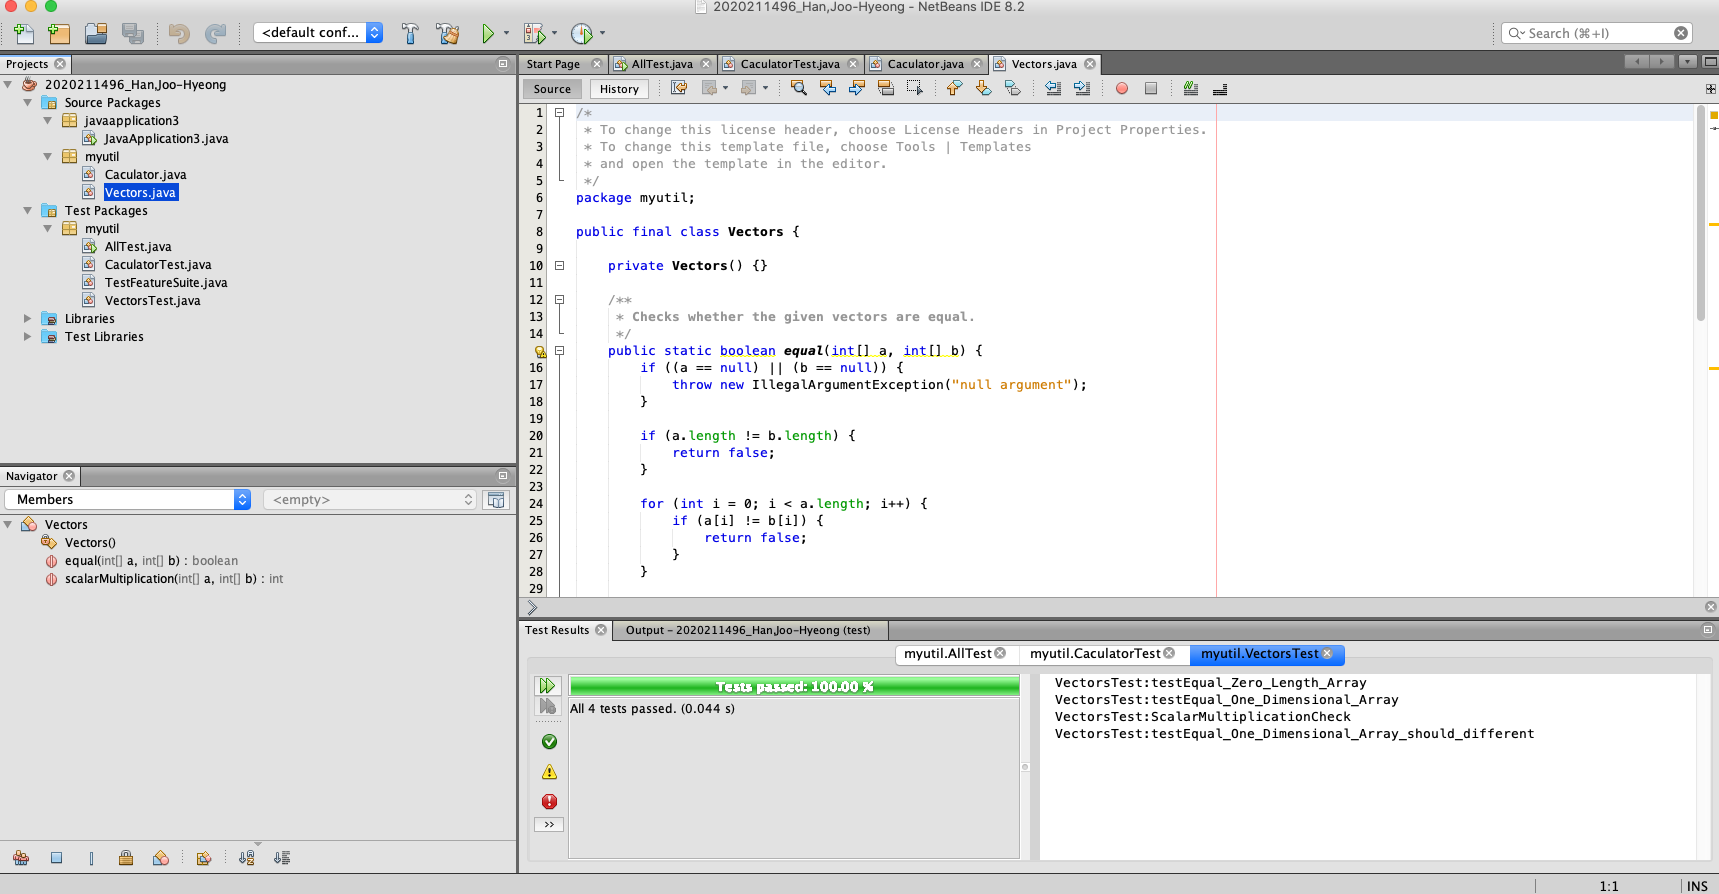 2020211496_Han,Joo-Hyeong - NetBeans IDE 8.2
<default conf...
Search (⌘+I)
Projects
2020211496_Han,Joo-Hyeong
Source Packages
javaapplication3
JavaApplication3.java
myutil
Caculator.java
Vectors.java
Test Packages
myutil
AllTest.java
CaculatorTest.java
TestFeatureSuite.java
VectorsTest.java
Libraries
Test Libraries
Navigator
Members
<empty>
Vectors
Vectors()
equal(int[] a, int[] b) : boolean
scalarMultiplication(int[] a, int[] b) : int
Start Page AllTest.java CaculatorTest.java Caculator.java Vectors.java
Source History
1 /*
2 * To change this license header, choose License Headers in Project Properties.
3 * To change this template file, choose Tools | Templates
4 * and open the template in the editor.
5 */
6 package myutil;
7
8 public final class Vectors {
9
10 private Vectors() {}
11
12 /**
13 * Checks whether the given vectors are equal.
14 */
public static boolean equal(int[] a, int[] b) {
16 if ((a == null) || (b == null)) {
17 throw new IllegalArgumentException("null argument");
18 }
19
20 if (a.length != b.length) {
21 return false;
22 }
23
24 for (int i = 0; i < a.length; i++) {
25 if (a[i] != b[i]) {
26 return false;
27 }
28 }
29
Test Results Output - 2020211496_Han,Joo-Hyeong (test)
myutil.AllTest myutil.CaculatorTest myutil.VectorsTest
Tests passed: 100.00 %
All 4 tests passed. (0.044 s)
VectorsTest:testEqual_Zero_Length_Array
VectorsTest:testEqual_One_Dimensional_Array
VectorsTest:ScalarMultiplicationCheck
VectorsTest:testEqual_One_Dimensional_Array_should_different
>>
1:1 INS